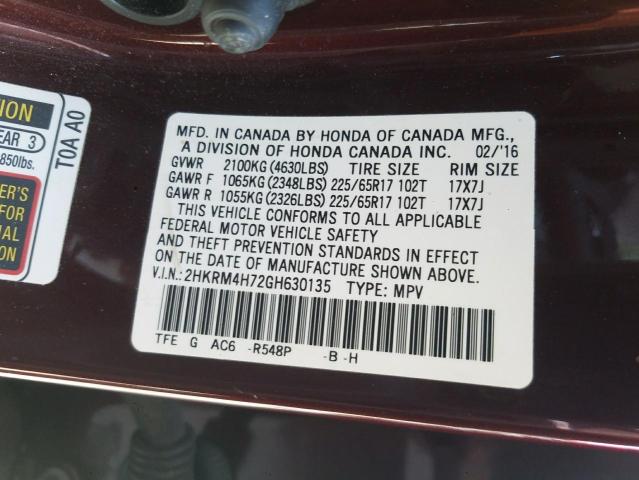 ION
EAR 3
850lbs.
ER'S
FOR
IAL
ION
T0A A0
MFD. IN CANADA BY HONDA OF CANADA MFG.,
A DIVISION OF HONDA CANADA INC. 02/'16
GVWR 2100KG (4630LBS) TIRE SIZE RIM SIZE
GAWR F 1065KG (2348LBS) 225/65R17 102T 17X7J
GAWR R 1055KG (2326LBS) 225/65R17 102T 17X7J
THIS VEHICLE CONFORMS TO ALL APPLICABLE
FEDERAL MOTOR VEHICLE SAFETY
AND THEFT PREVENTION STANDARDS IN EFFECT
ON THE DATE OF MANUFACTURE SHOWN ABOVE.
V.I.N.: 2HKRM4H72GH630135 TYPE: MPV
TFE G AC6 -R548P -B -H